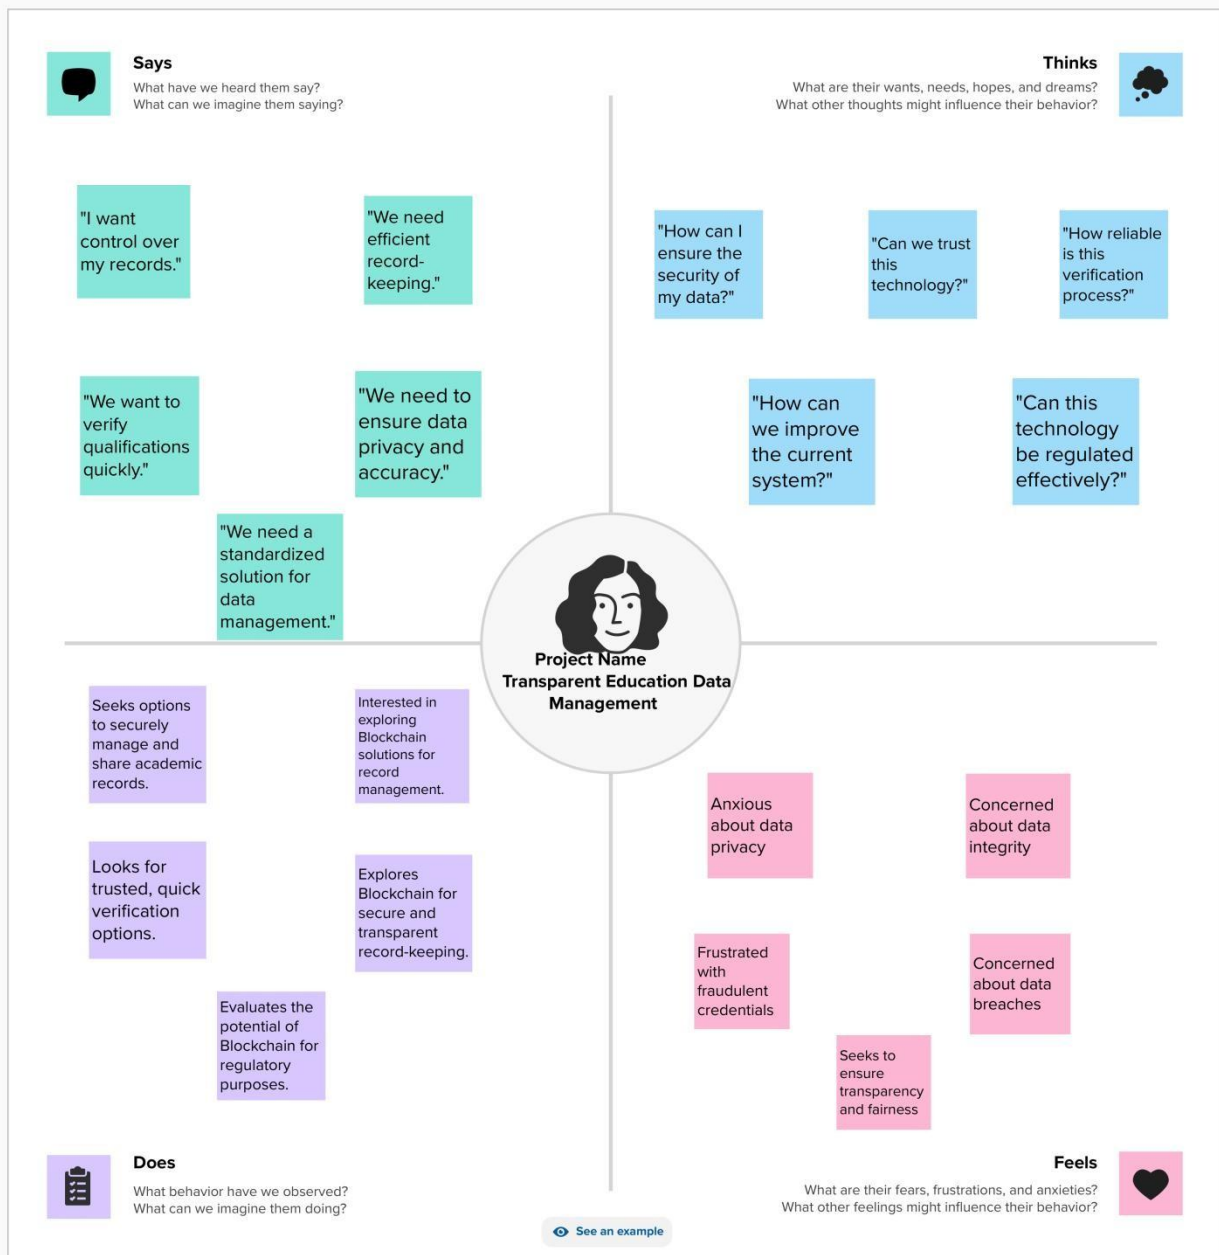 Says
What have we heard them say?
What can we imagine them saying?
Thinks
What are their wants, needs, hopes, and dreams?
What other thoughts might influence their behavior?
"I want
control over
my records."
"We need
efficient
record-
keeping."
"We want to
verify
qualifications
quickly."
"We need to
ensure data
privacy and
accuracy."
"We need a
standardized
solution for
data
management."
"How can I
ensure the
security of
my data?"
"Can we trust
this
technology?"
"How reliable
is this
verification
process?"
"How can
we improve
the current
system?"
"Can this
technology
be regulated
effectively?"
Project Name
Transparent Education Data
Management
Seeks options
to securely
manage and
share academic
records.
Interested in
exploring
Blockchain
solutions for
record
management.
Looks for
trusted, quick
verification
options.
Explores
Blockchain for
secure and
transparent
record-keeping.
Evaluates the
potential of
Blockchain for
regulatory
purposes.
Anxious
about data
privacy
Concerned
about data
integrity
Frustrated
with
fraudulent
credentials
Concerned
about data
breaches
Seeks to
ensure
transparency
and fairness
Does
What behavior have we observed?
What can we imagine them doing?
Feels
What are their fears, frustrations, and anxieties?
What other feelings might influence their behavior?
See an example